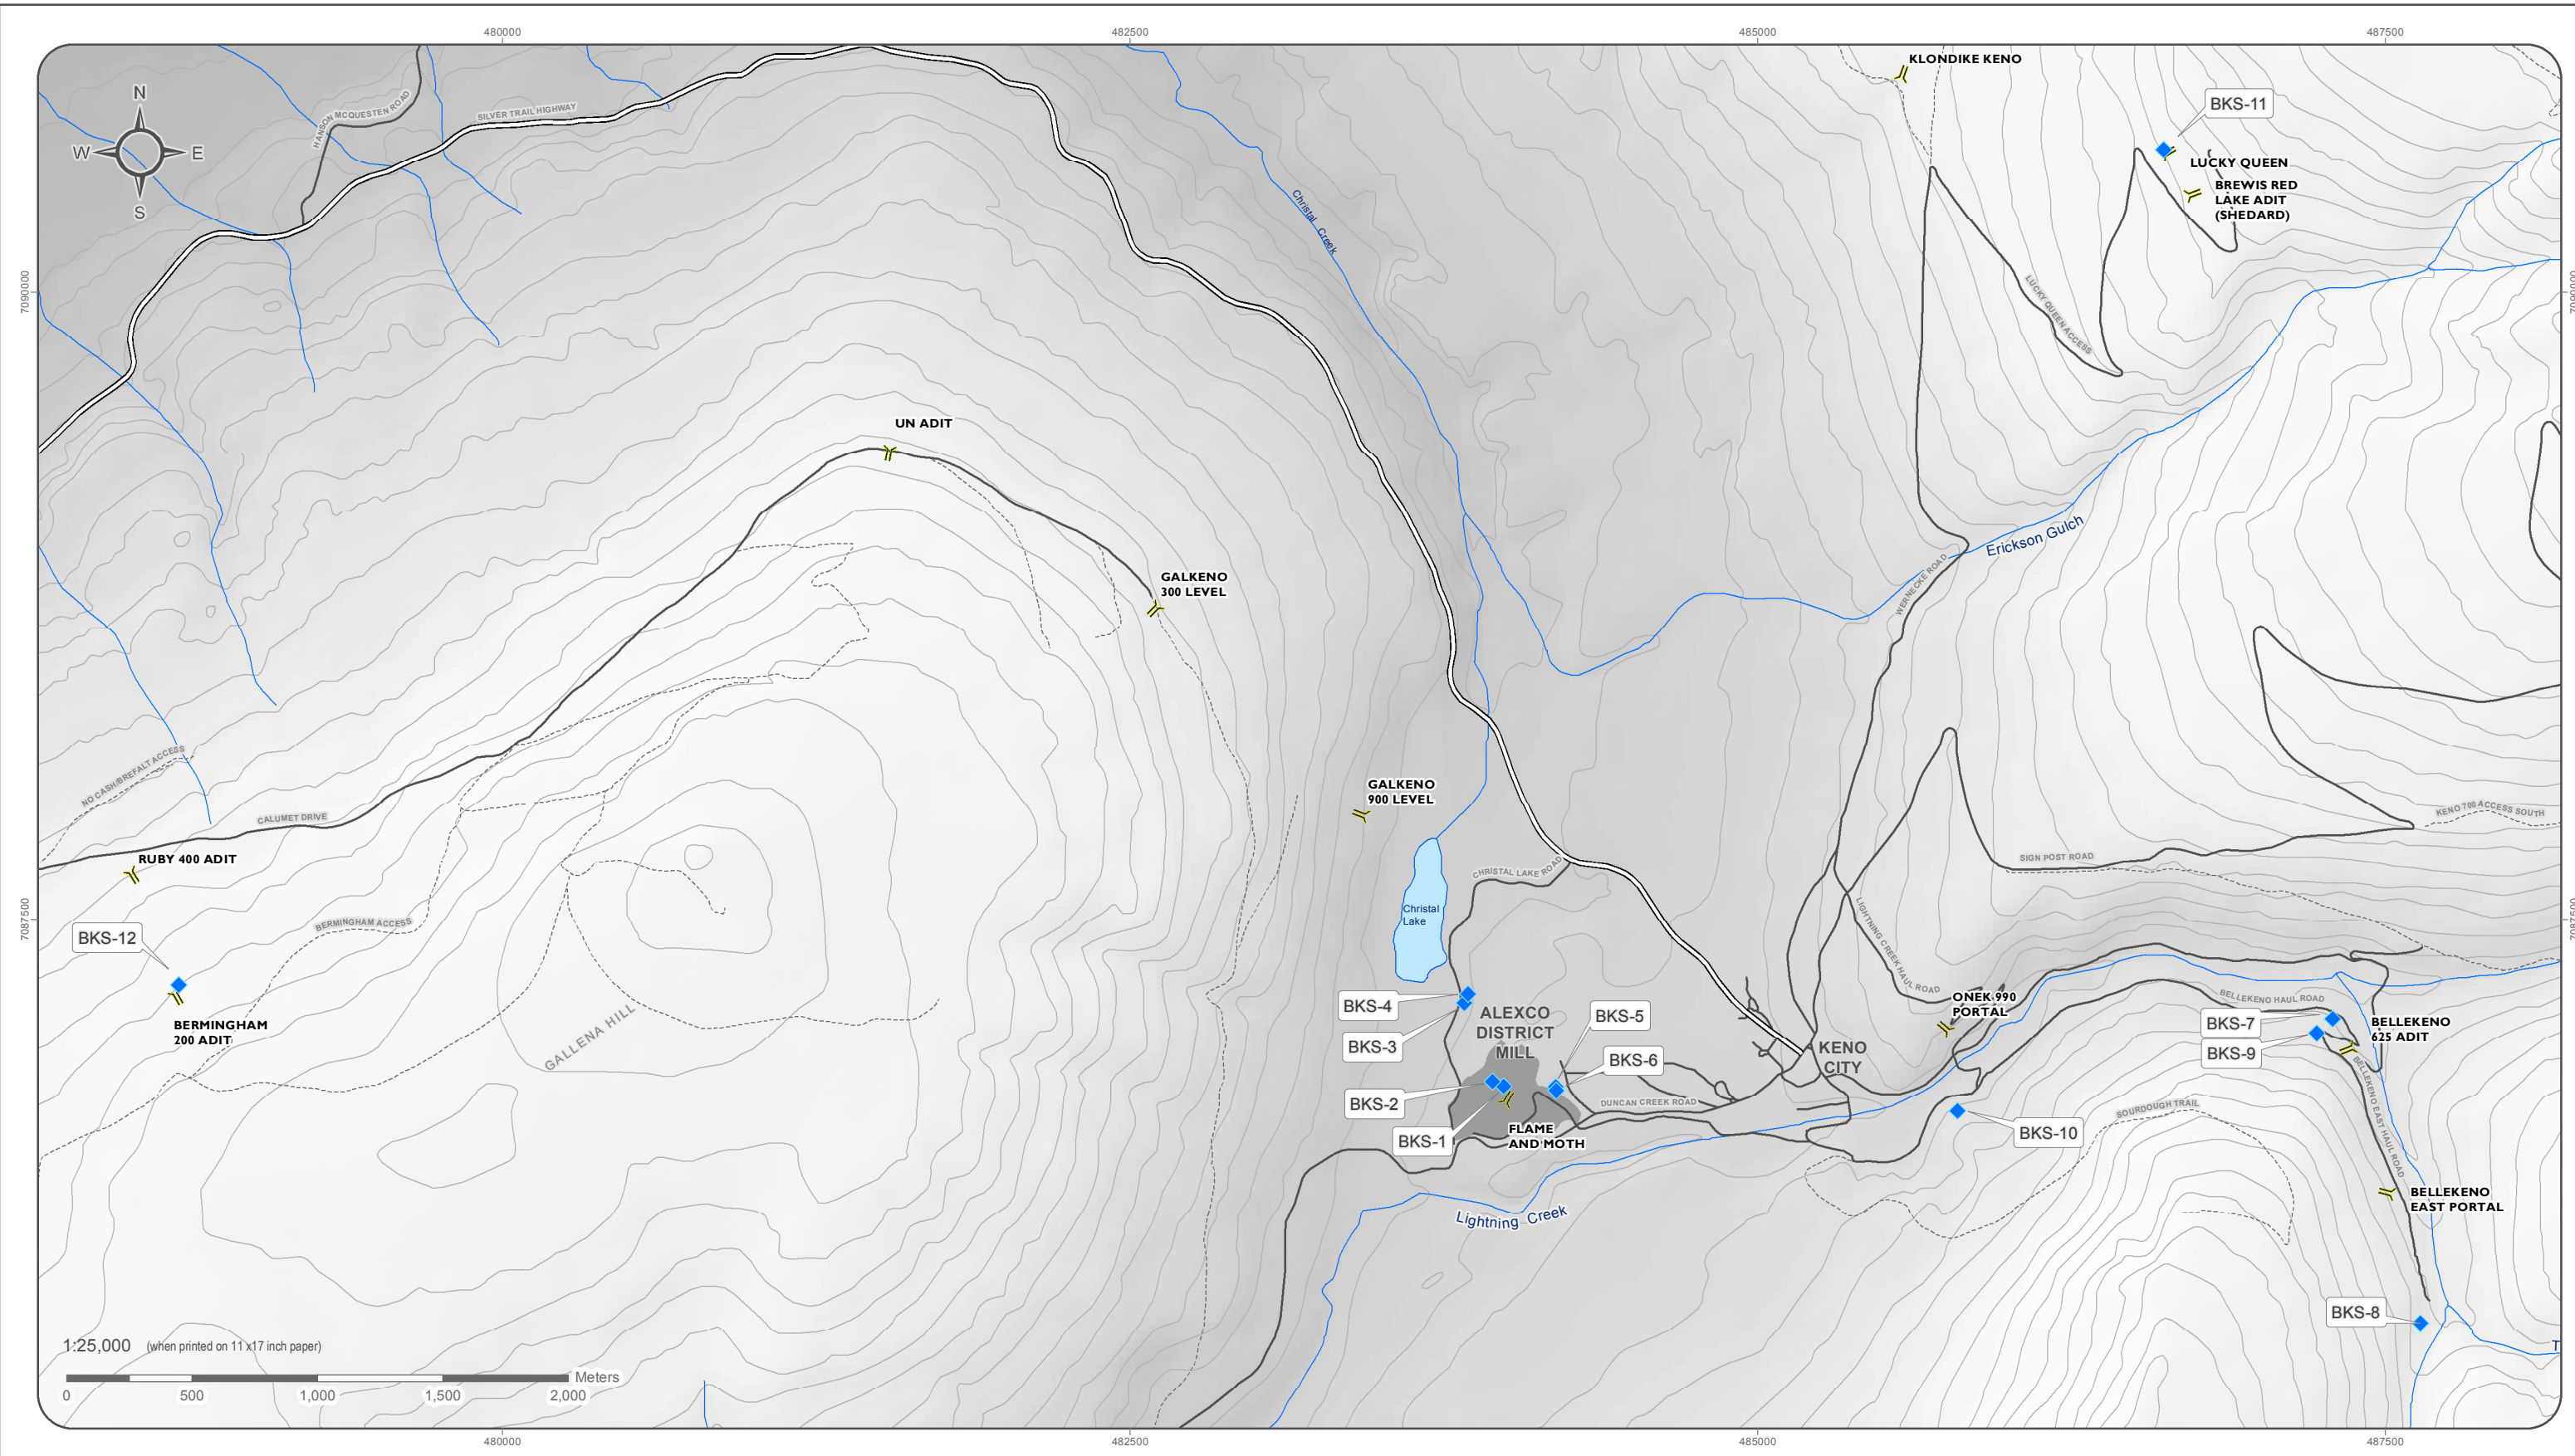 480000
482500
485000
487500
KLONDIKE KENO
BKS-11
N
W
E
S
HANSON MCQUESTEN ROAD
SILVER TRAIL HIGHWAY
LUCKY QUEEN
BREWIS RED
LAKE ADIT
(SHEDARD)
Christal Creek
7090000
7090000
LUCKY QUEEN ACCESS
UN ADIT
Erickson Gulch
WERNECKE ROAD
GALKENO
300 LEVEL
NO CASH/BREFALT ACCESS
GALKENO
900 LEVEL
KENO 700 ACCESS SOUTH
CALUMET DRIVE
RUBY 400 ADIT
SIGN POST ROAD
CHRISTAL LAKE ROAD
Christal
Lake
7087500
7087500
BERMINGHAM ACCESS
LIGHTNING CREEK HAUL ROAD
BKS-12
ONEK 990
PORTAL
BELLEKENO HAUL ROAD
BKS-4
ALEXCO
DISTRICT
MILL
BKS-5
BKS-7
BELLEKENO
625 ADIT
BERMINGHAM
200 ADIT
GALLENA HILL
BKS-3
BKS-6
KENO
CITY
BKS-9
BKS-2
DUNCAN CREEK ROAD
SOURDOUGH TRAIL
BELLEKENO EAST HAUL ROAD
BKS-1
FLAME
AND MOTH
BKS-10
BELLEKENO
EAST PORTAL
Lightning Creek
BKS-8
T
1:25,000 (when printed on 11 x17 inch paper)
Meters
0 500 1,000 1,500 2,000
480000
482500
485000
487500